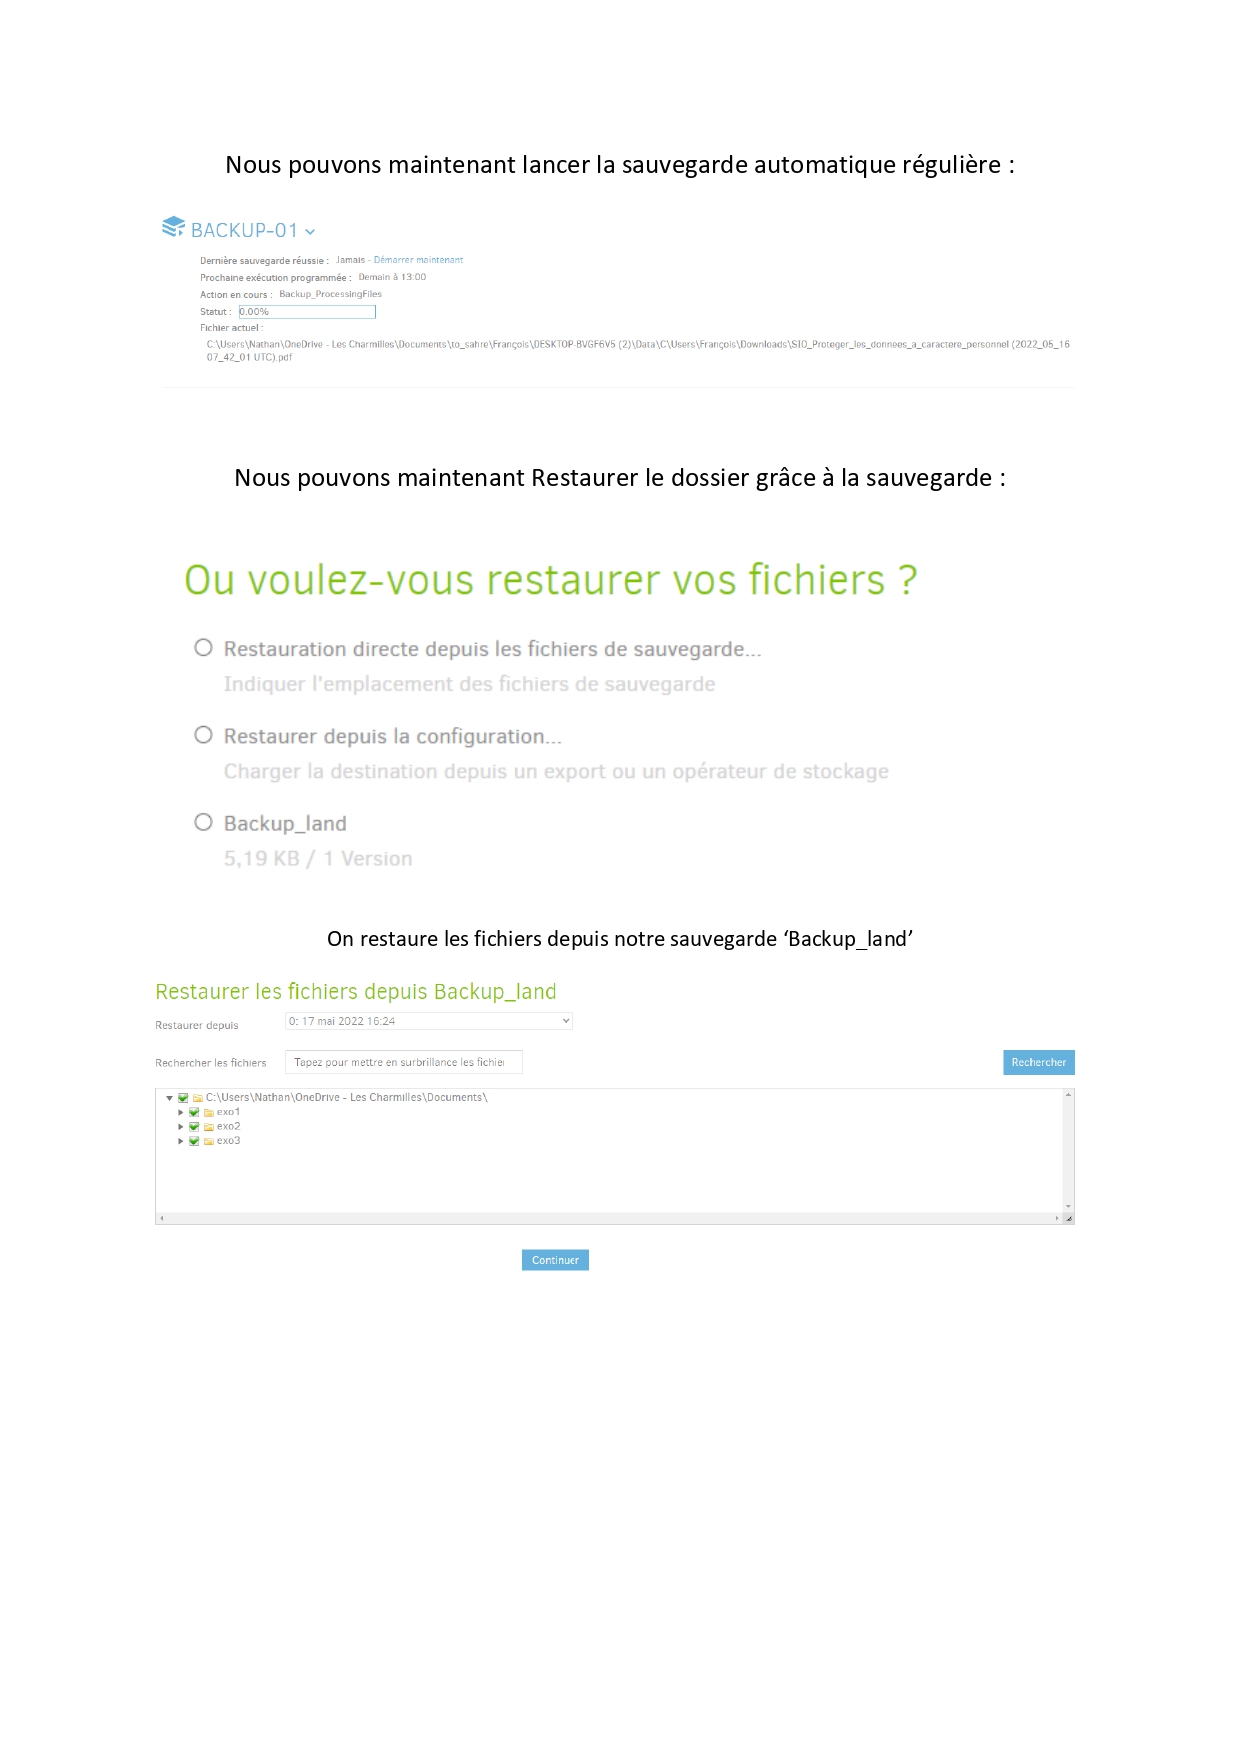 Nous pouvons maintenant lancer la sauvegarde automatique régulière :
BACKUP-01
Dernière sauvegarde réussie : Jamais - Démarrer maintenant
Prochaine exécution programmée : Demain à 13:00
Action en cours : Backup_ProcessingFiles
Statut : 0.00%
Fichier actuel :
C:\Users\Nathan\OneDrive - Les Charmilles\Documents\to_sahre\François\DESKTOP-BVGF6V5 (2)\Data\C\Users\François\Downloads\SIO_Proteger_les_donnees_a_caractere_personnel (2022_05_16
07_42_01 UTC).pdf
Nous pouvons maintenant Restaurer le dossier grâce à la sauvegarde :
Ou voulez-vous restaurer vos fichiers ?
Restauration directe depuis les fichiers de sauvegarde...
Indiquer l'emplacement des fichiers de sauvegarde
Restaurer depuis la configuration...
Charger la destination depuis un export ou un opérateur de stockage
Backup_land
5,19 KB / 1 Version
On restaure les fichiers depuis notre sauvegarde ‘Backup_land’
Restaurer les fichiers depuis Backup_land
Restaurer depuis 0: 17 mai 2022 16:24
Rechercher les fichiers Tapez pour mettre en surbrillance les fichier Rechercher
C:\Users\Nathan\OneDrive - Les Charmilles\Documents\
exo1
exo2
exo3
Continuer